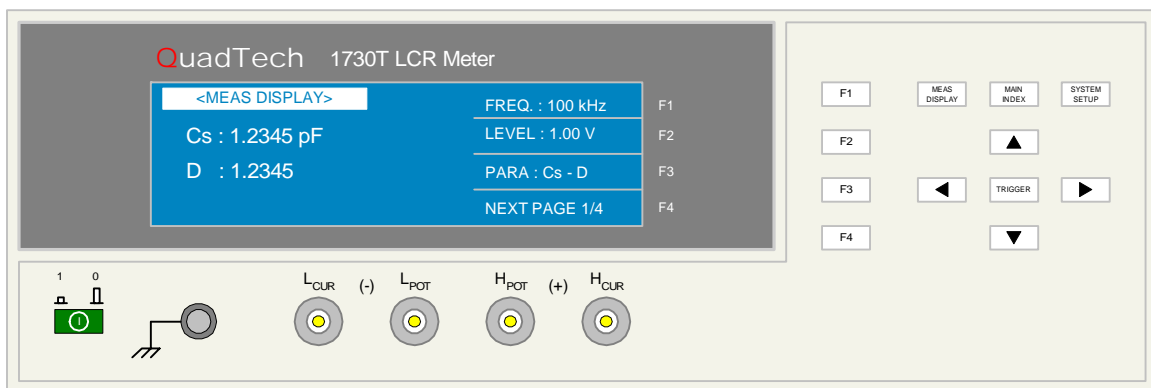 QuadTech 1730T LCR Meter
<MEAS DISPLAY>
Cs : 1.2345 pF
D : 1.2345
FREQ. : 100 kHz F1
LEVEL : 1.00 V F2
PARA : Cs - D F3
NEXT PAGE 1/4 F4
F1
F2
F3
F4
MEAS DISPLAY
MAIN INDEX
SYSTEM SETUP
TRIGGER
1 0
LCUR (-) LPOT HPOT (+) HCUR